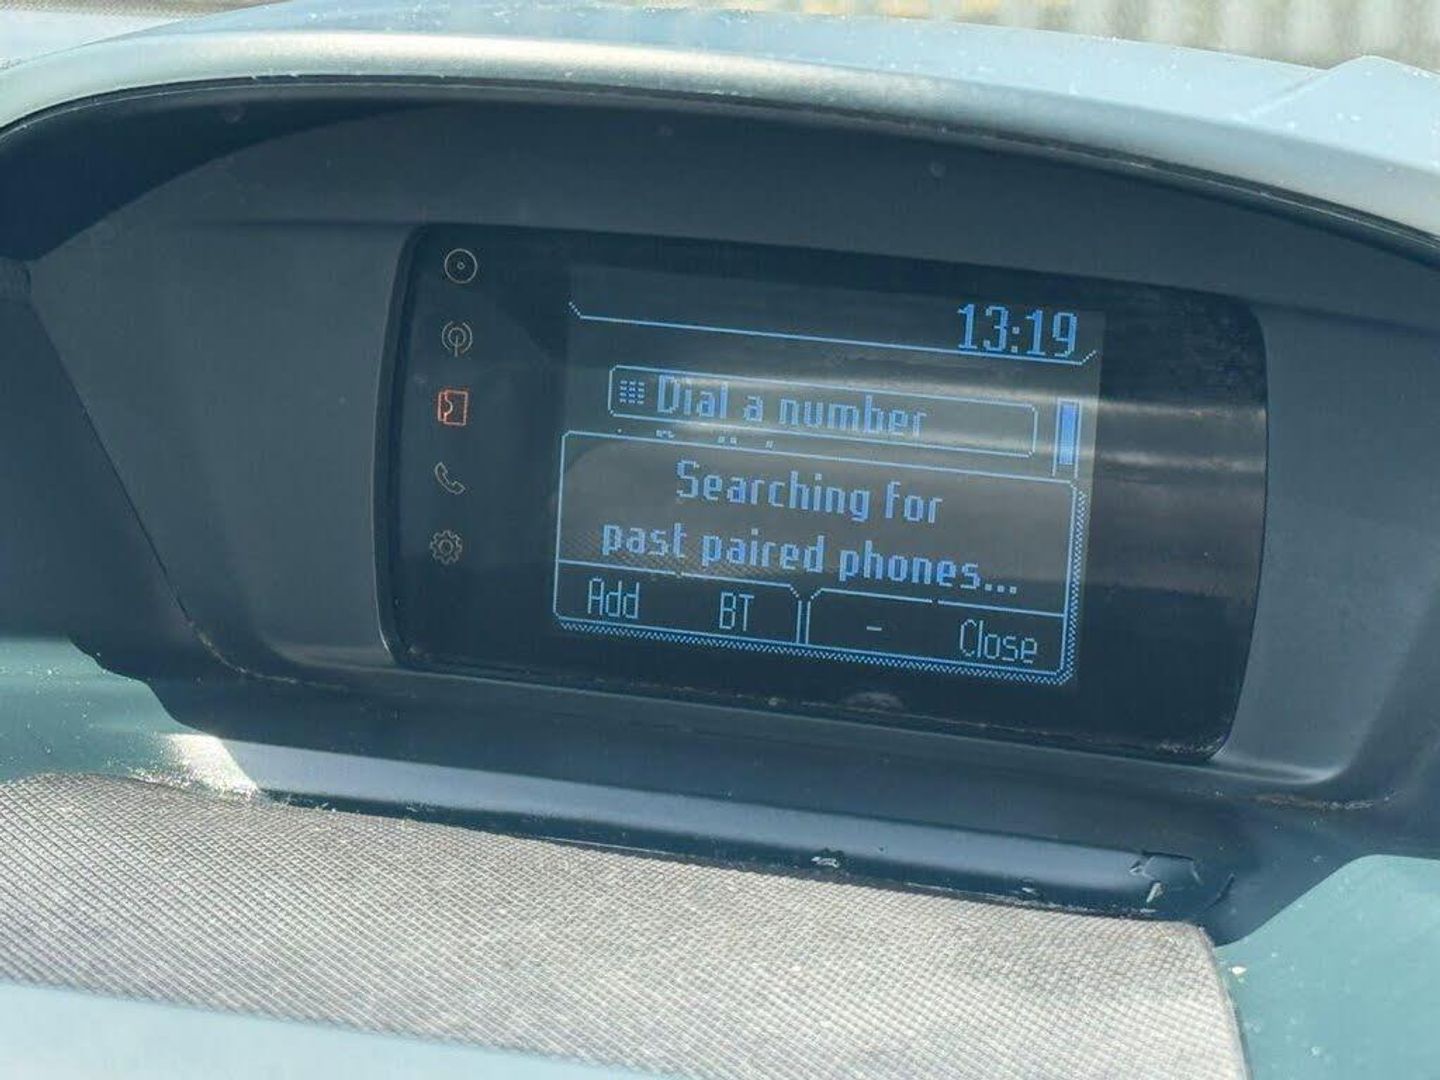 13:19
Dial a number
Searching for
past paired phones...
Add BT - Close